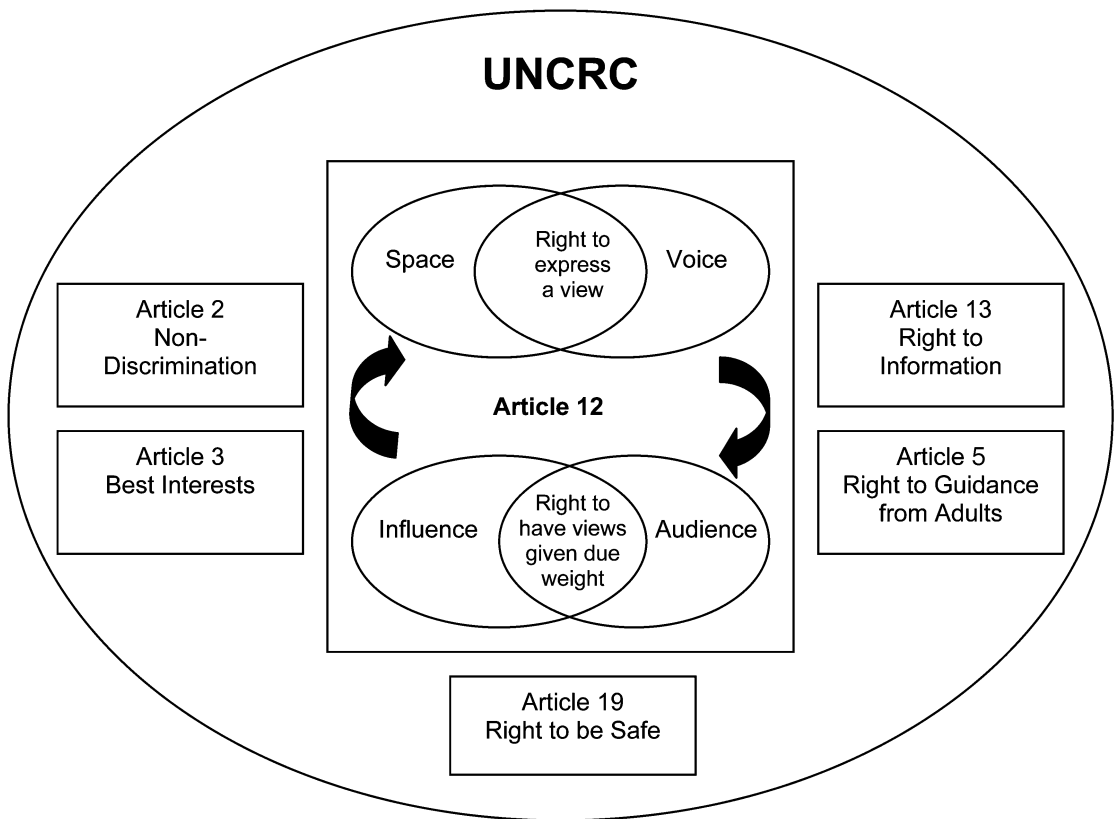 UNCRC
Space
Right to
express
a view
Voice
Article 2
Non-
Discrimination
Article 13
Right to
Information
Article 12
Article 3
Best Interests
Article 5
Right to Guidance
from Adults
Influence
Right to
have views
given due
weight
Audience
Article 19
Right to be Safe